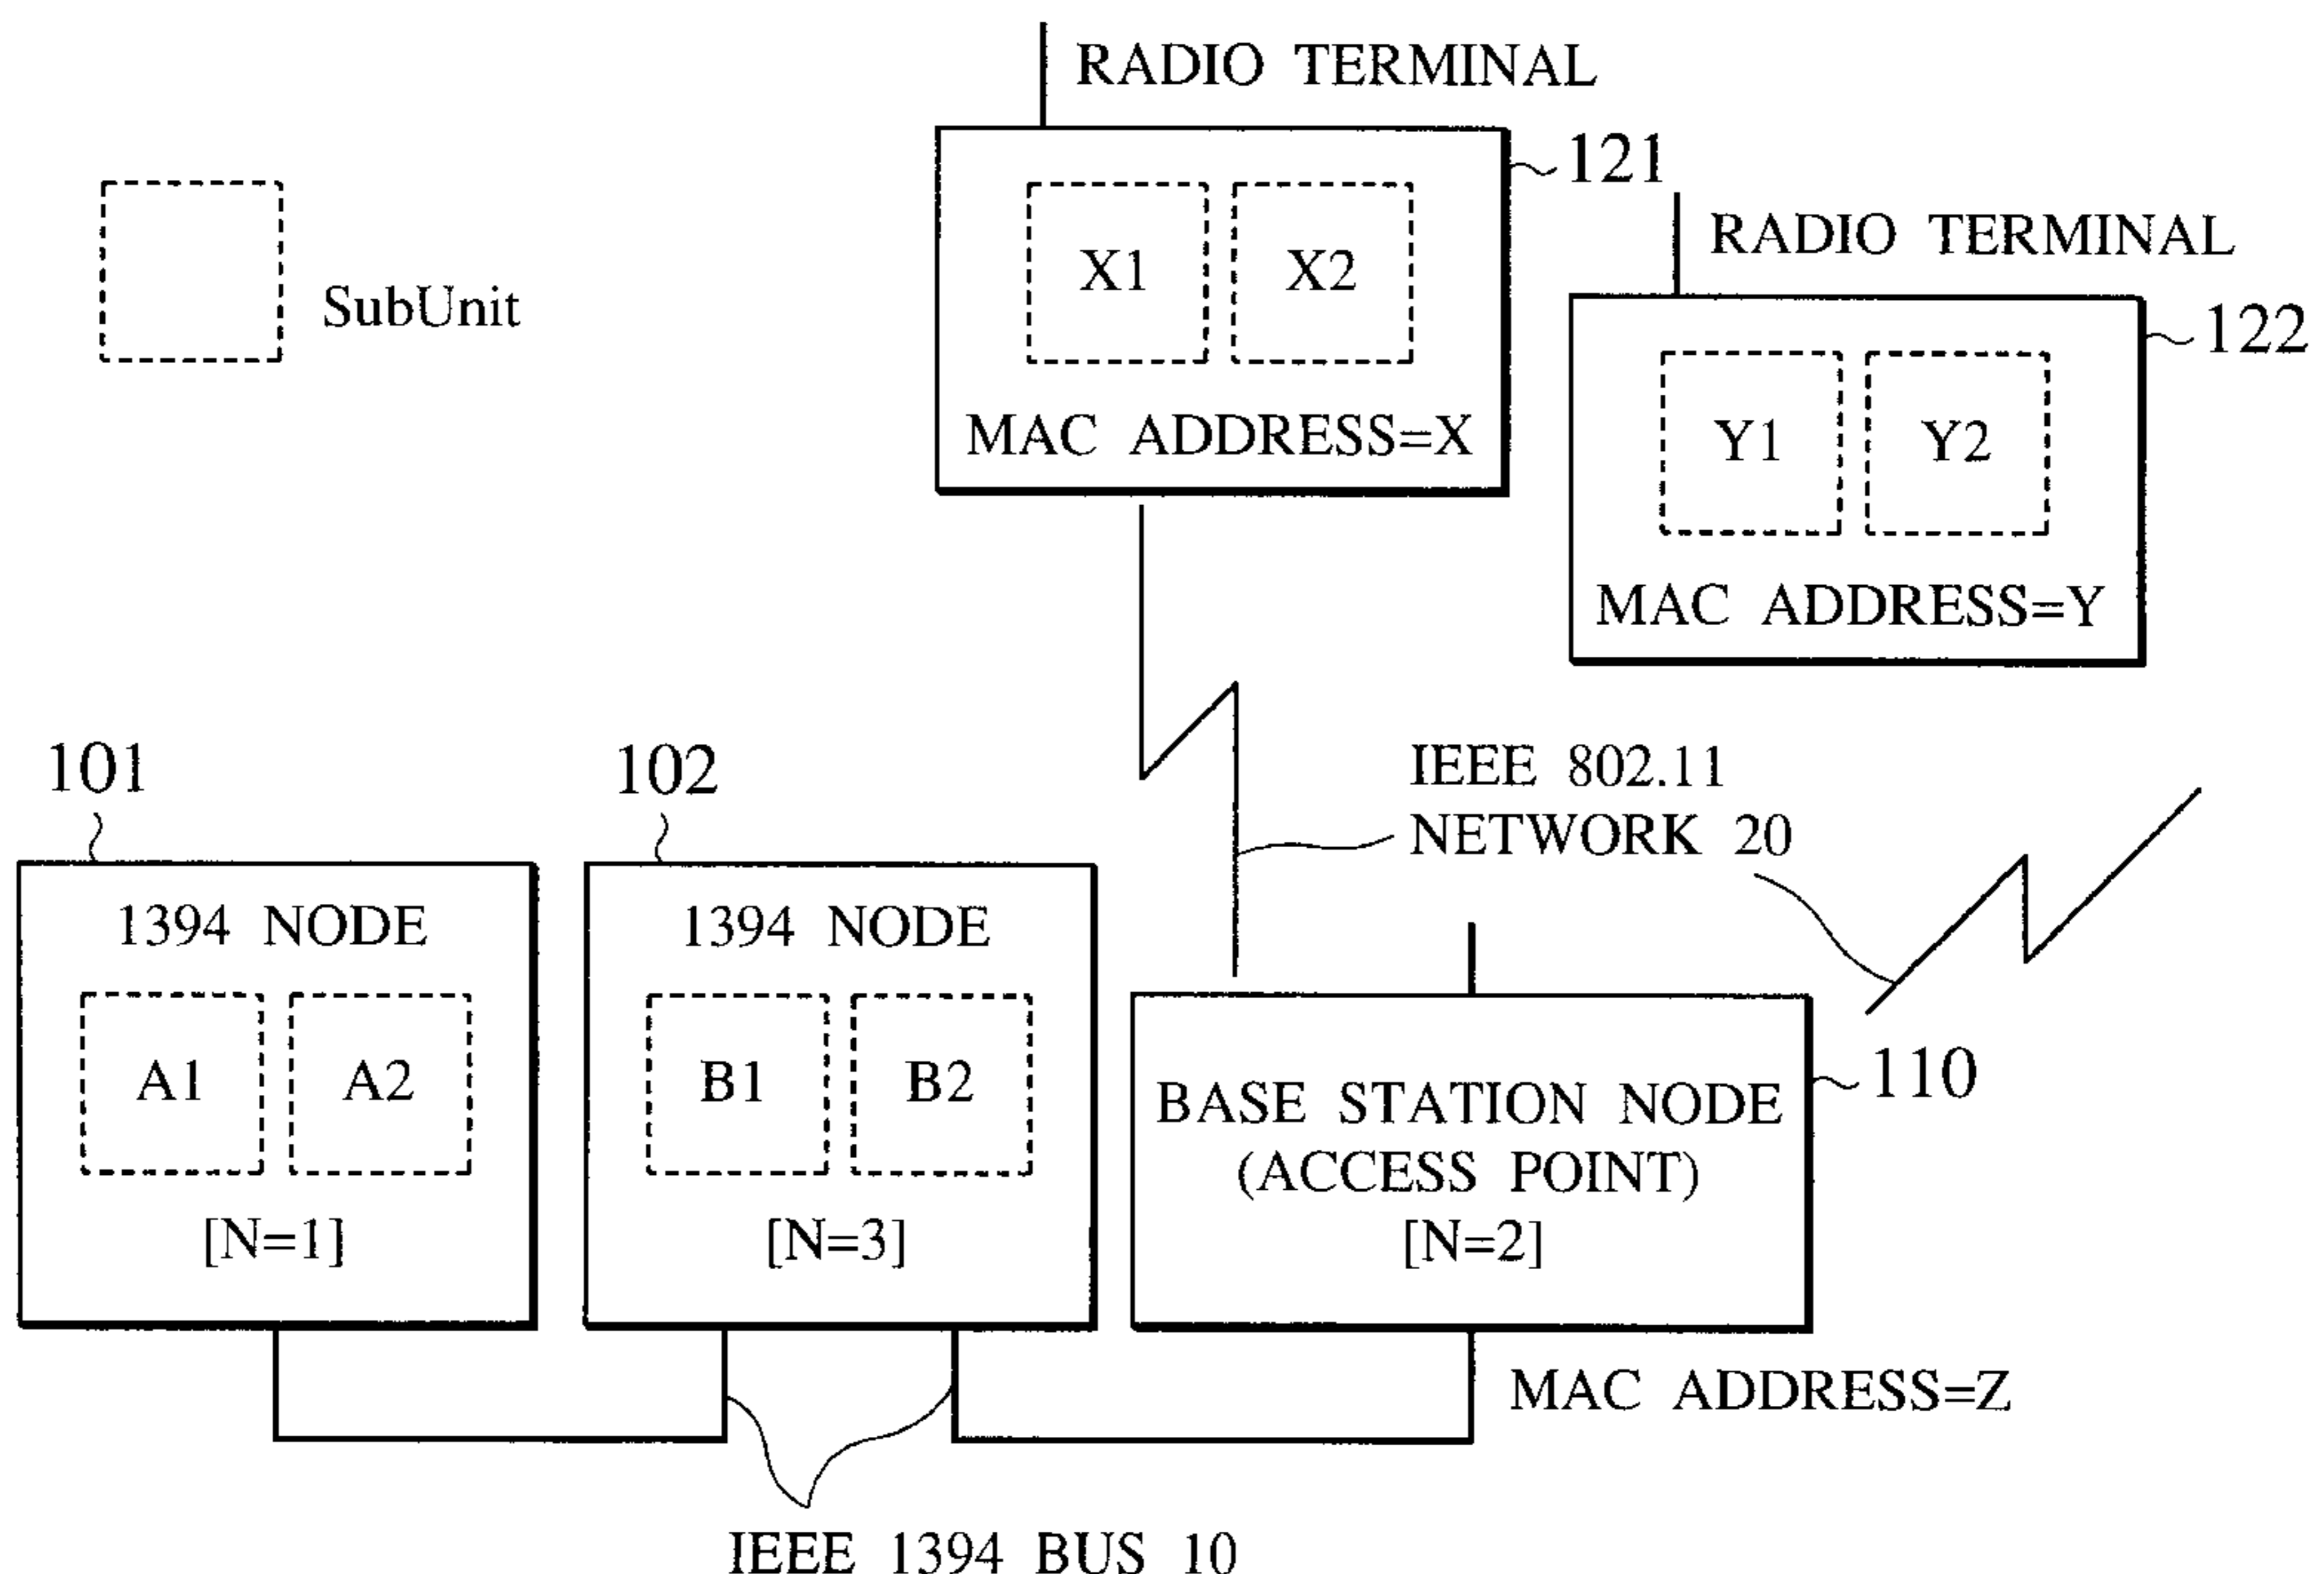 RADIO TERMINAL
121
X1 X2
MAC ADDRESS=X
RADIO TERMINAL
122
Y1 Y2
MAC ADDRESS=Y
SubUnit
IEEE 802.11
NETWORK 20
101
1394 NODE
A1 A2
[N=1]
102
1394 NODE
B1 B2
[N=3]
110
BASE STATION NODE
(ACCESS POINT)
[N=2]
MAC ADDRESS=Z
IEEE 1394 BUS 10